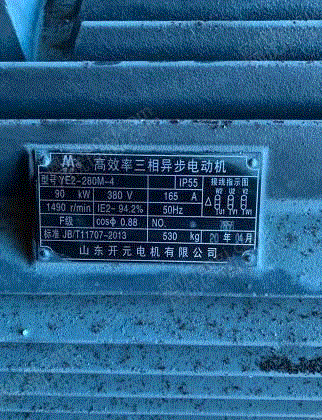 高效率三相异步电动机
型号 YE2-280M-4 IP55 接线指示图
90 kW 380 V 165 A W2 U2 V2
1490 r/min IE2- 94.2% 50Hz △ U1 V1 W1
F级 cosφ 0.88 NO.
标准 JB/T11707-2013 530 kg 20 年 04月
山东开元电机有限公司